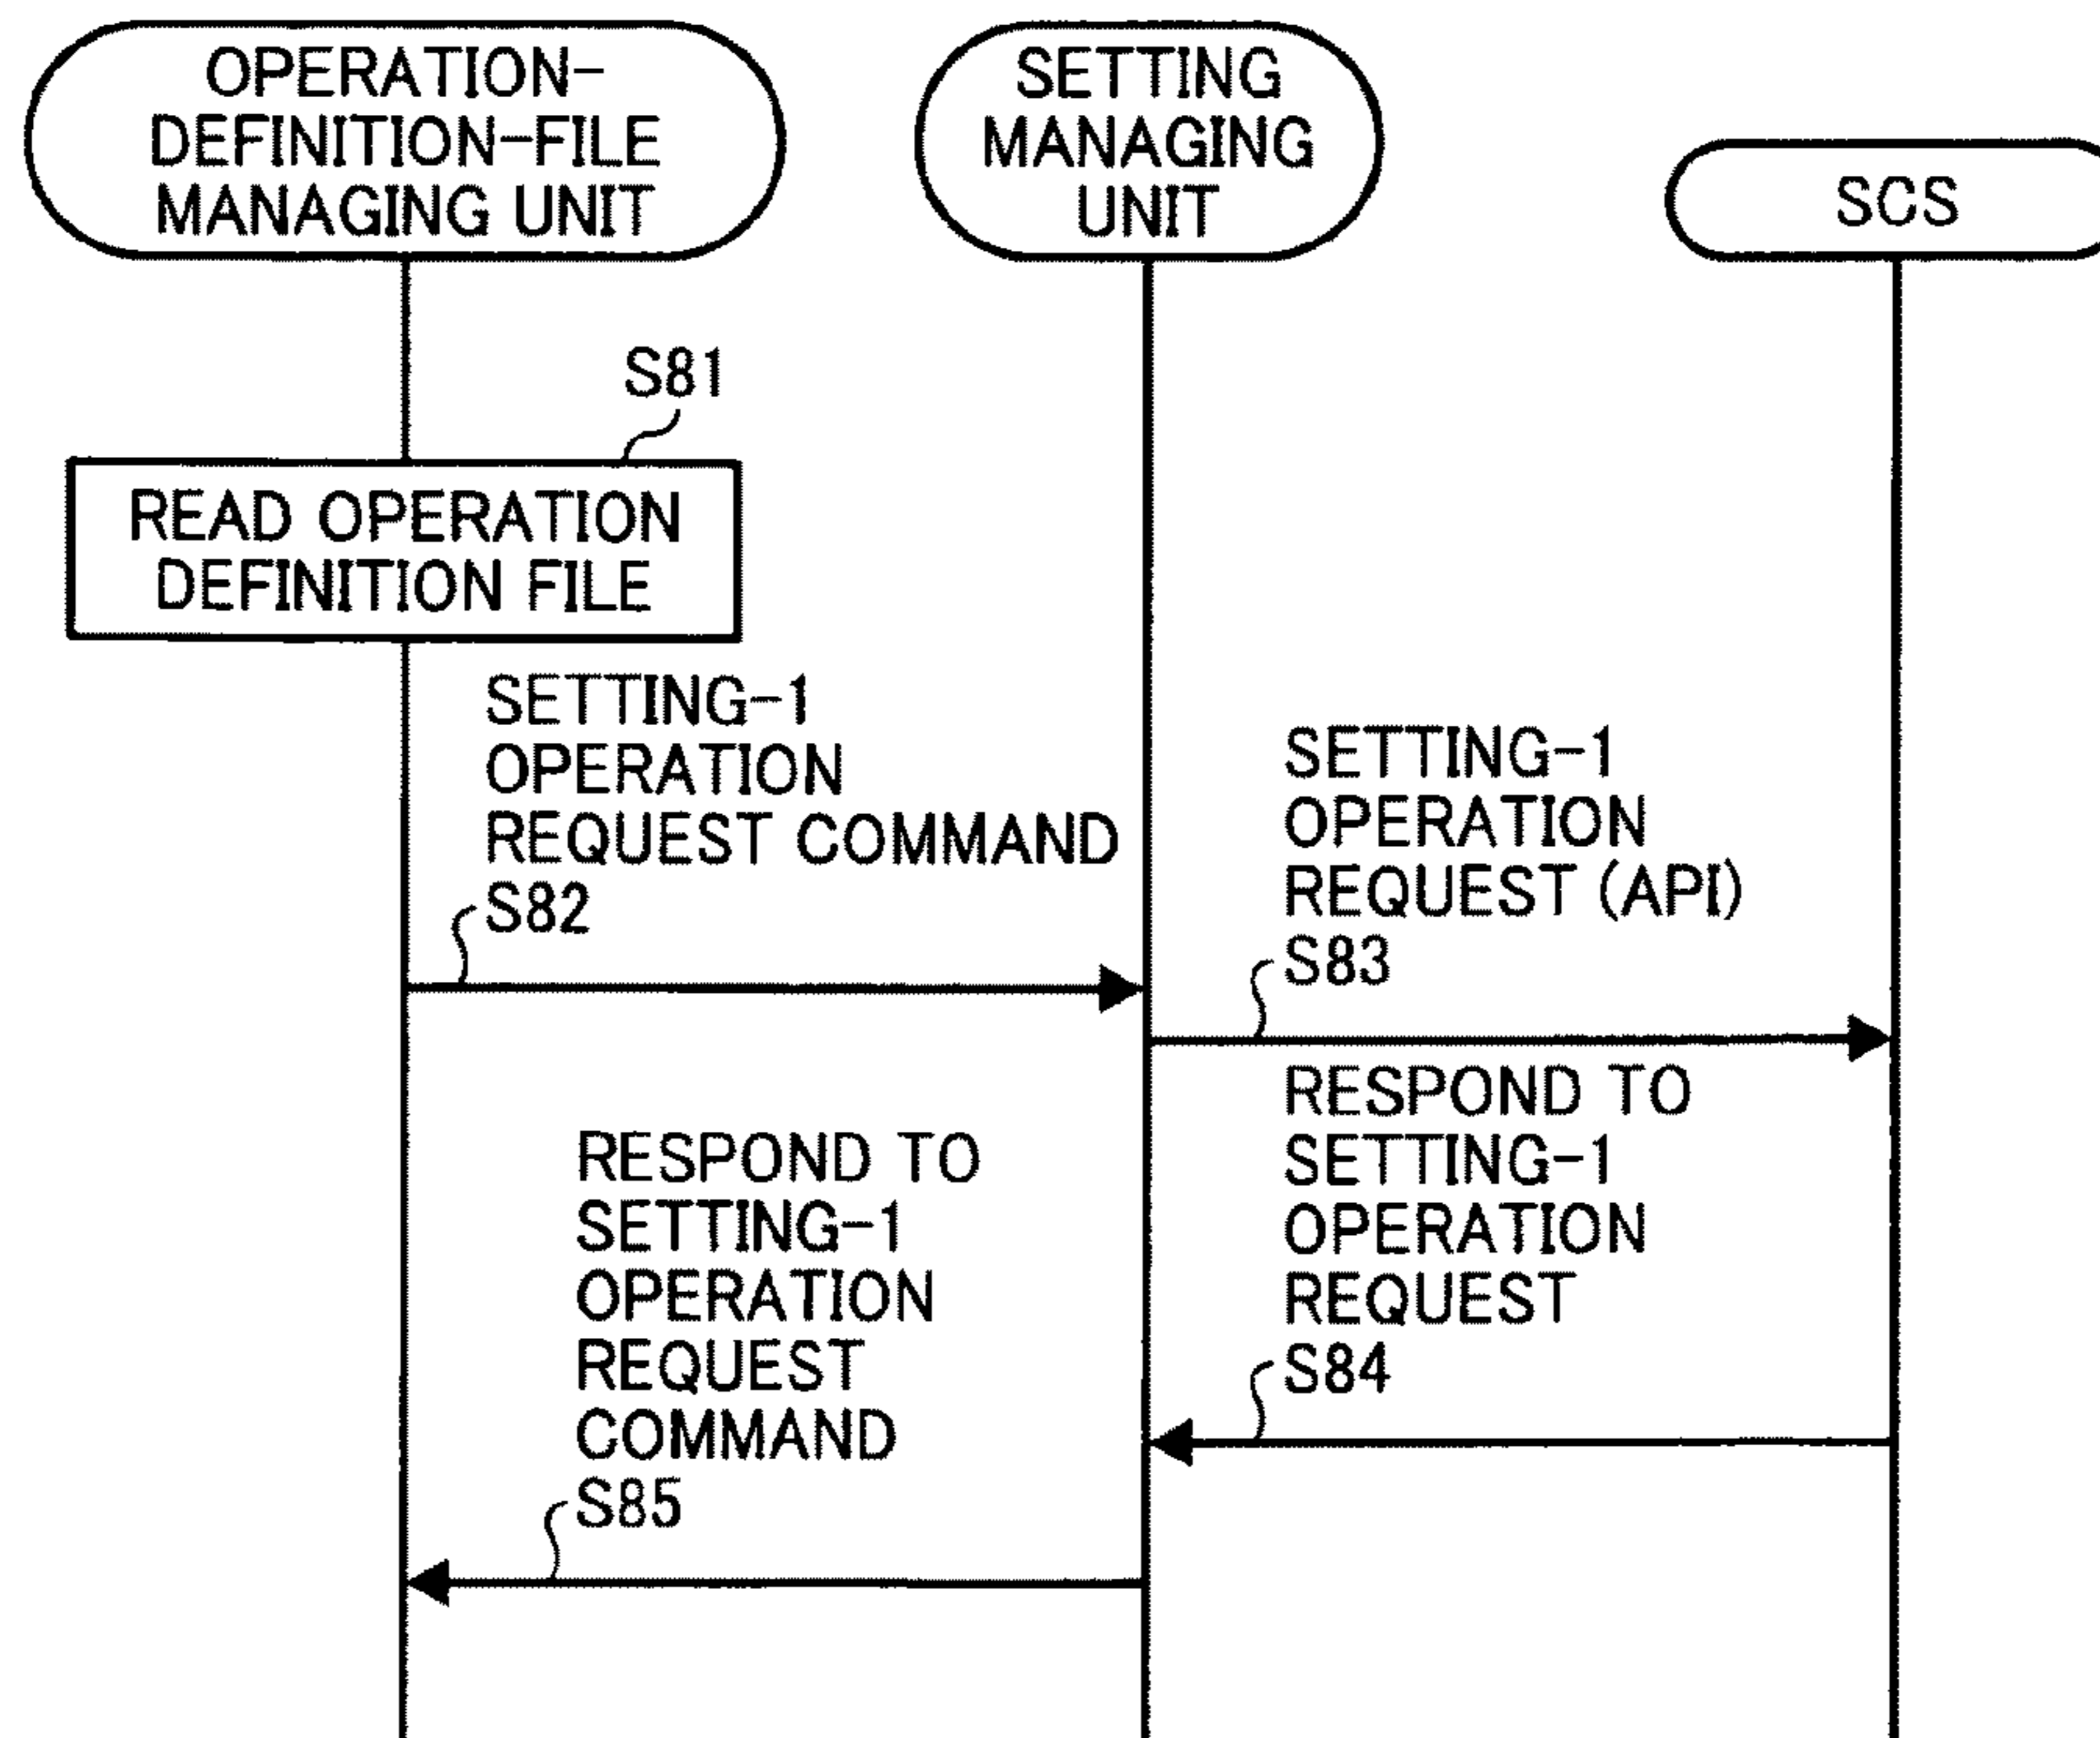 OPERATION-
DEFINITION-FILE
MANAGING UNIT
SETTING
MANAGING
UNIT
SCS
S81
READ OPERATION
DEFINITION FILE
SETTING-1
OPERATION
REQUEST COMMAND
S82
SETTING-1
OPERATION
REQUEST (API)
S83
RESPOND TO
SETTING-1
OPERATION
REQUEST
S84
RESPOND TO
SETTING-1
OPERATION
REQUEST
COMMAND
S85